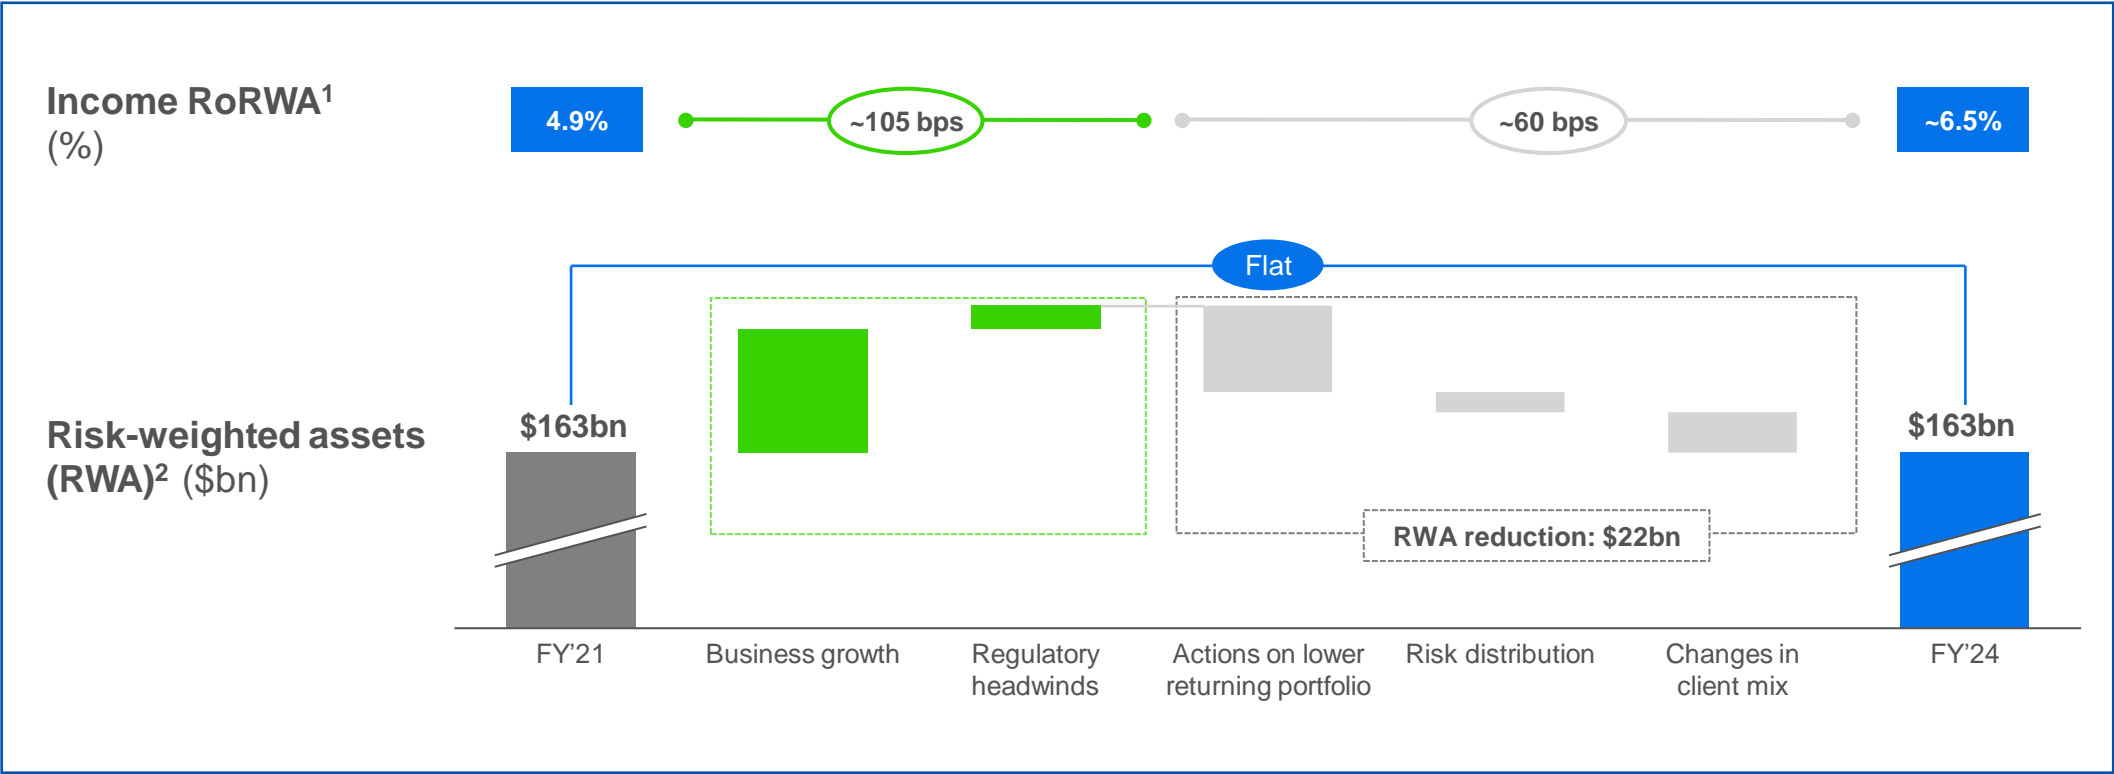 Income RoRWA1
(%)
4.9%
~105 bps
~60 bps
~6.5%
Flat
Risk-weighted assets
(RWA)2 ($bn)
$163bn
$163bn
RWA reduction: $22bn
FY'21
Business growth
Regulatory
headwinds
Actions on lower
returning portfolio
Risk distribution
Changes in
client mix
FY'24